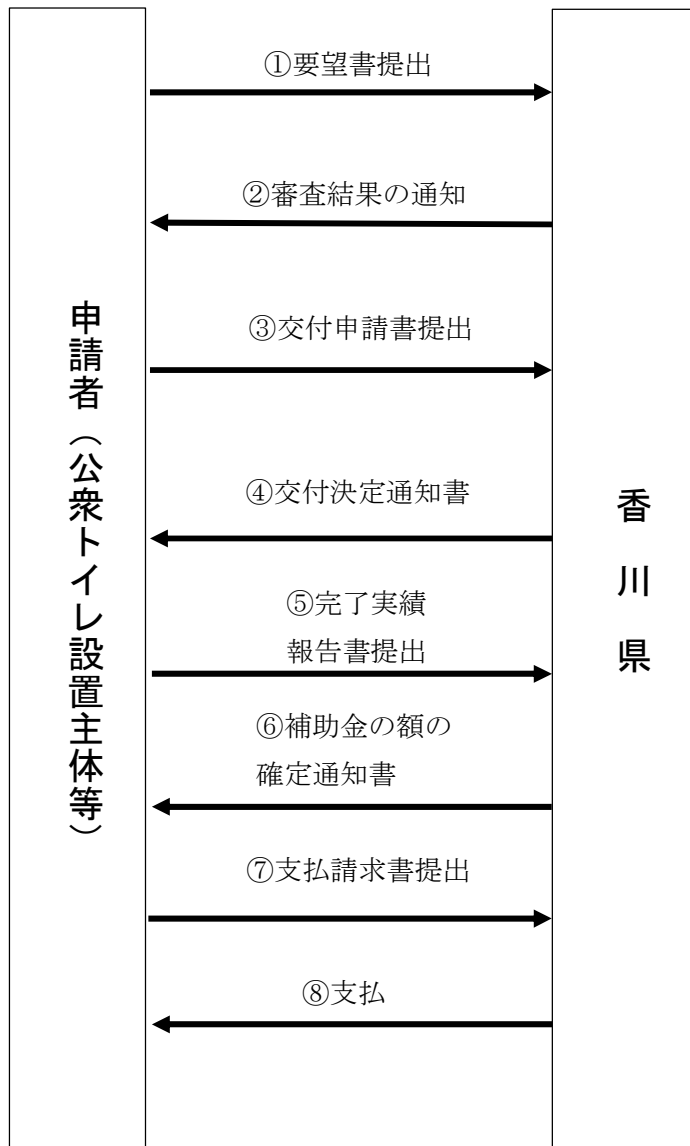 ①要望書提出
②審査結果の通知
③交付申請書提出
④交付決定通知書
⑤完了実績
報告書提出
⑥補助金の額の
確定通知書
⑦支払請求書提出
⑧支払
申請者（公衆トイレ設置主体等）
香川県